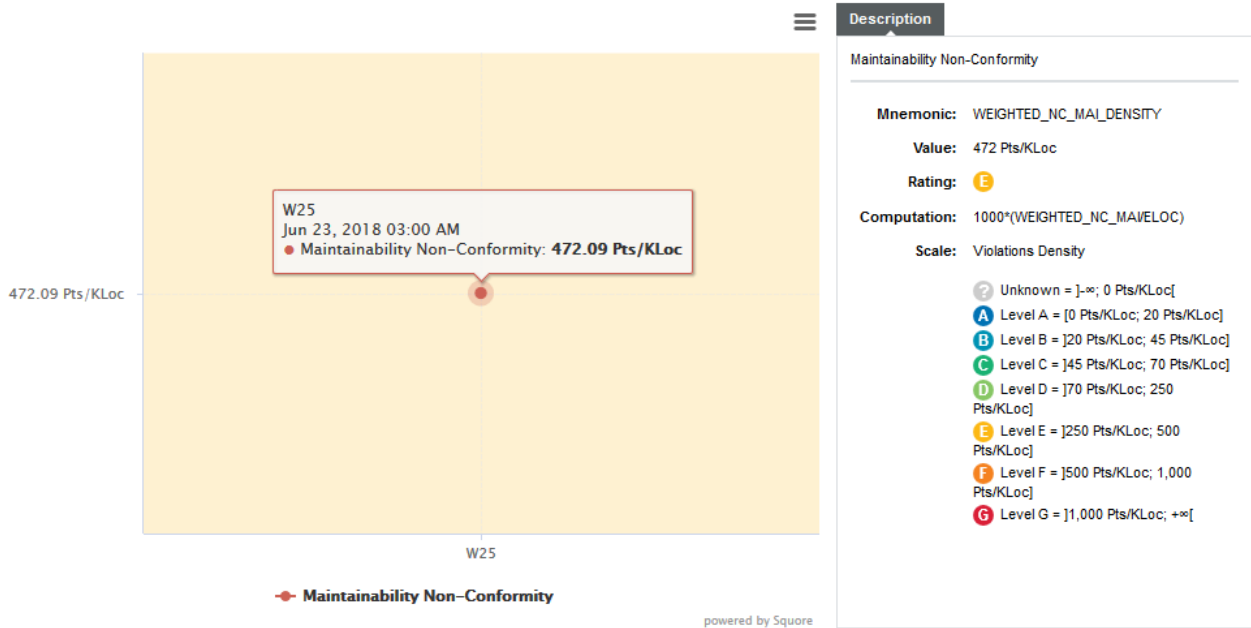 W25
Jun 23, 2018 03:00 AM
Maintainability Non-Conformity: 472.09 Pts/KLoc
472.09 Pts/KLoc
W25
Maintainability Non-Conformity
powered by Squore
Description
Maintainability Non-Conformity
Mnemonic: WEIGHTED_NC_MAI_DENSITY
Value: 472 Pts/KLoc
Rating: E
Computation: 1000*(WEIGHTED_NC_MAI/ELOC)
Scale: Violations Density
? Unknown = ]-∞; 0 Pts/KLoc[
A Level A = [0 Pts/KLoc; 20 Pts/KLoc]
B Level B = ]20 Pts/KLoc; 45 Pts/KLoc]
C Level C = ]45 Pts/KLoc; 70 Pts/KLoc]
D Level D = ]70 Pts/KLoc; 250
Pts/KLoc]
E Level E = ]250 Pts/KLoc; 500
Pts/KLoc]
F Level F = ]500 Pts/KLoc; 1,000
Pts/KLoc]
G Level G = ]1,000 Pts/KLoc; +∞[